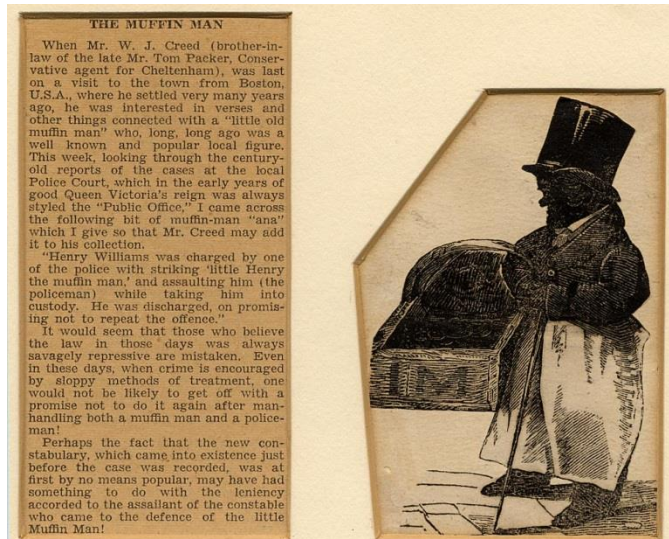 THE MUFFIN MAN
When Mr. W. J. Creed (brother-in-
law of the late Mr. Tom Packer, Conser-
vative agent for Cheltenham), was last
on a visit to the town from Boston,
U.S.A., where he settled very many years
ago, he was interested in verses and
other things connected with a "little old
muffin man" who, long, long ago was a
well known and popular local figure.
This week, looking through the century-
old reports of the cases at the local
Police Court, which in the early years of
good Queen Victoria's reign was always
styled the "Public Office," I came across
the following bit of muffin-man "ana"
which I give so that Mr. Creed may add
it to his collection.
"Henry Williams was charged by one
of the police with striking 'little Henry
the muffin man,' and assaulting him (the
policeman) while taking him into
custody. He was discharged, on promis-
ing not to repeat the offence."
It would seem that those who believe
the law in those days was always
savagely repressive are mistaken. Even
in these days, when crime is encouraged
by sloppy methods of treatment, one
would not be likely to get off with a
promise not to do it again after man-
handling both a muffin man and a police-
man!
Perhaps the fact that the new con-
stabulary, which came into existence just
before the case was recorded, was at
first by no means popular, may have had
something to do with the leniency
accorded to the assailant of the constable
who came to the defence of the little
Muffin Man!
M